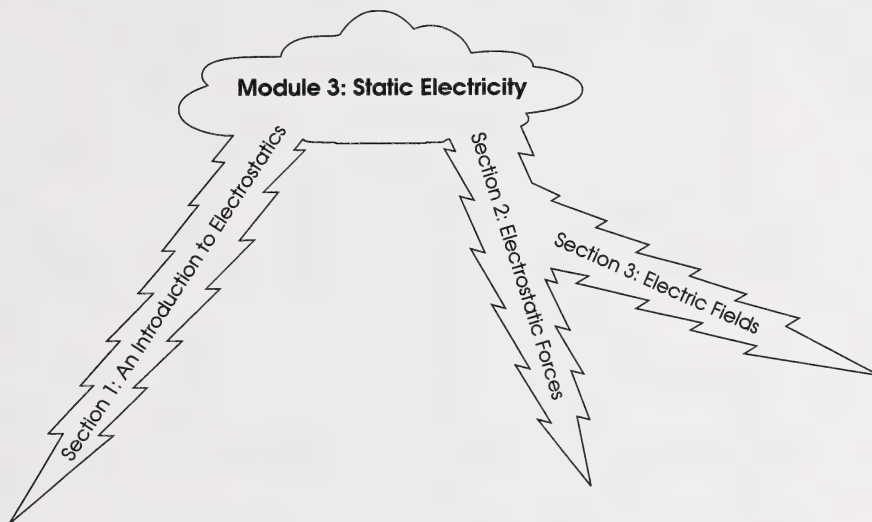 Module 3: Static Electricity
Section 1: An Introduction to Electrostatics
Section 2: Electrostatic Forces
Section 3: Electric Fields